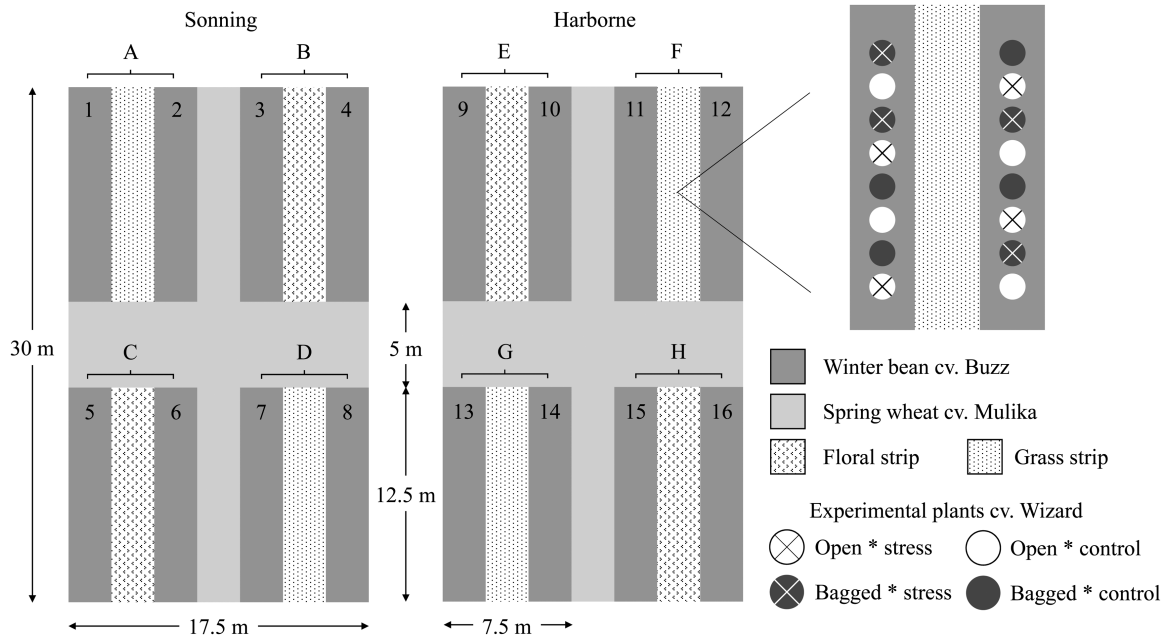 Sonning
Harborne
A
B
E
F
1
2
3
4
9
10
11
12
30 m
5 m
C
D
G
H
5
6
7
8
13
14
15
16
12.5 m
17.5 m
7.5 m
Winter bean cv. Buzz
Spring wheat cv. Mulika
Floral strip
Grass strip
Experimental plants cv. Wizard
Open * stress
Open * control
Bagged * stress
Bagged * control